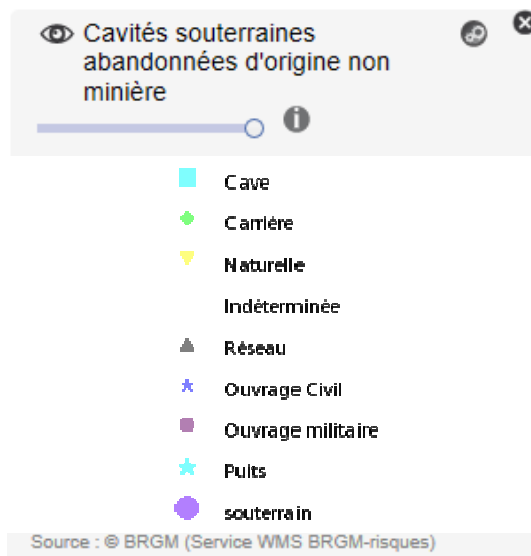 Cavités souterraines
abandonnées d'origine non
minière
Cave
Carrière
Naturelle
Indéterminée
Réseau
Ouvrage Civil
Ouvrage militaire
Puits
souterrain
Source : © BRGM (Service WMS BRGM-risques)